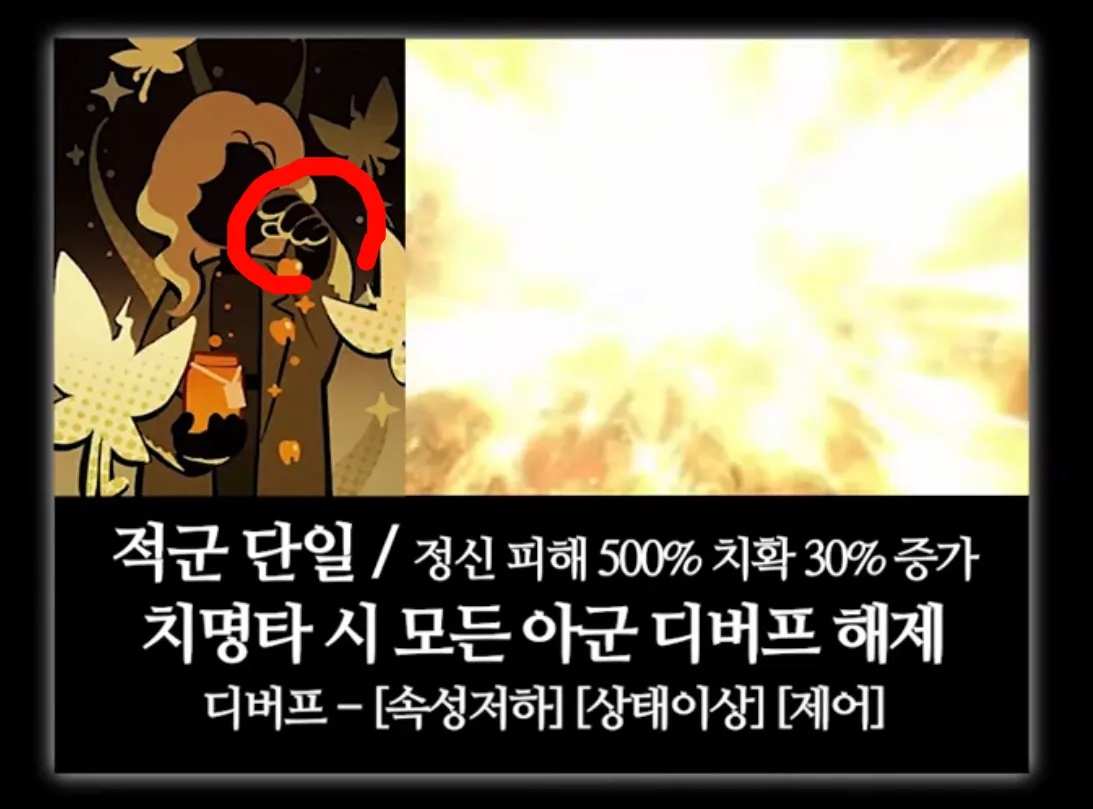 적군 단일 / 정신 피해 500% 치확 30% 증가
치명타 시 모든 아군 디버프 해제
디버프 – [속성저하] [상태이상] [제어]